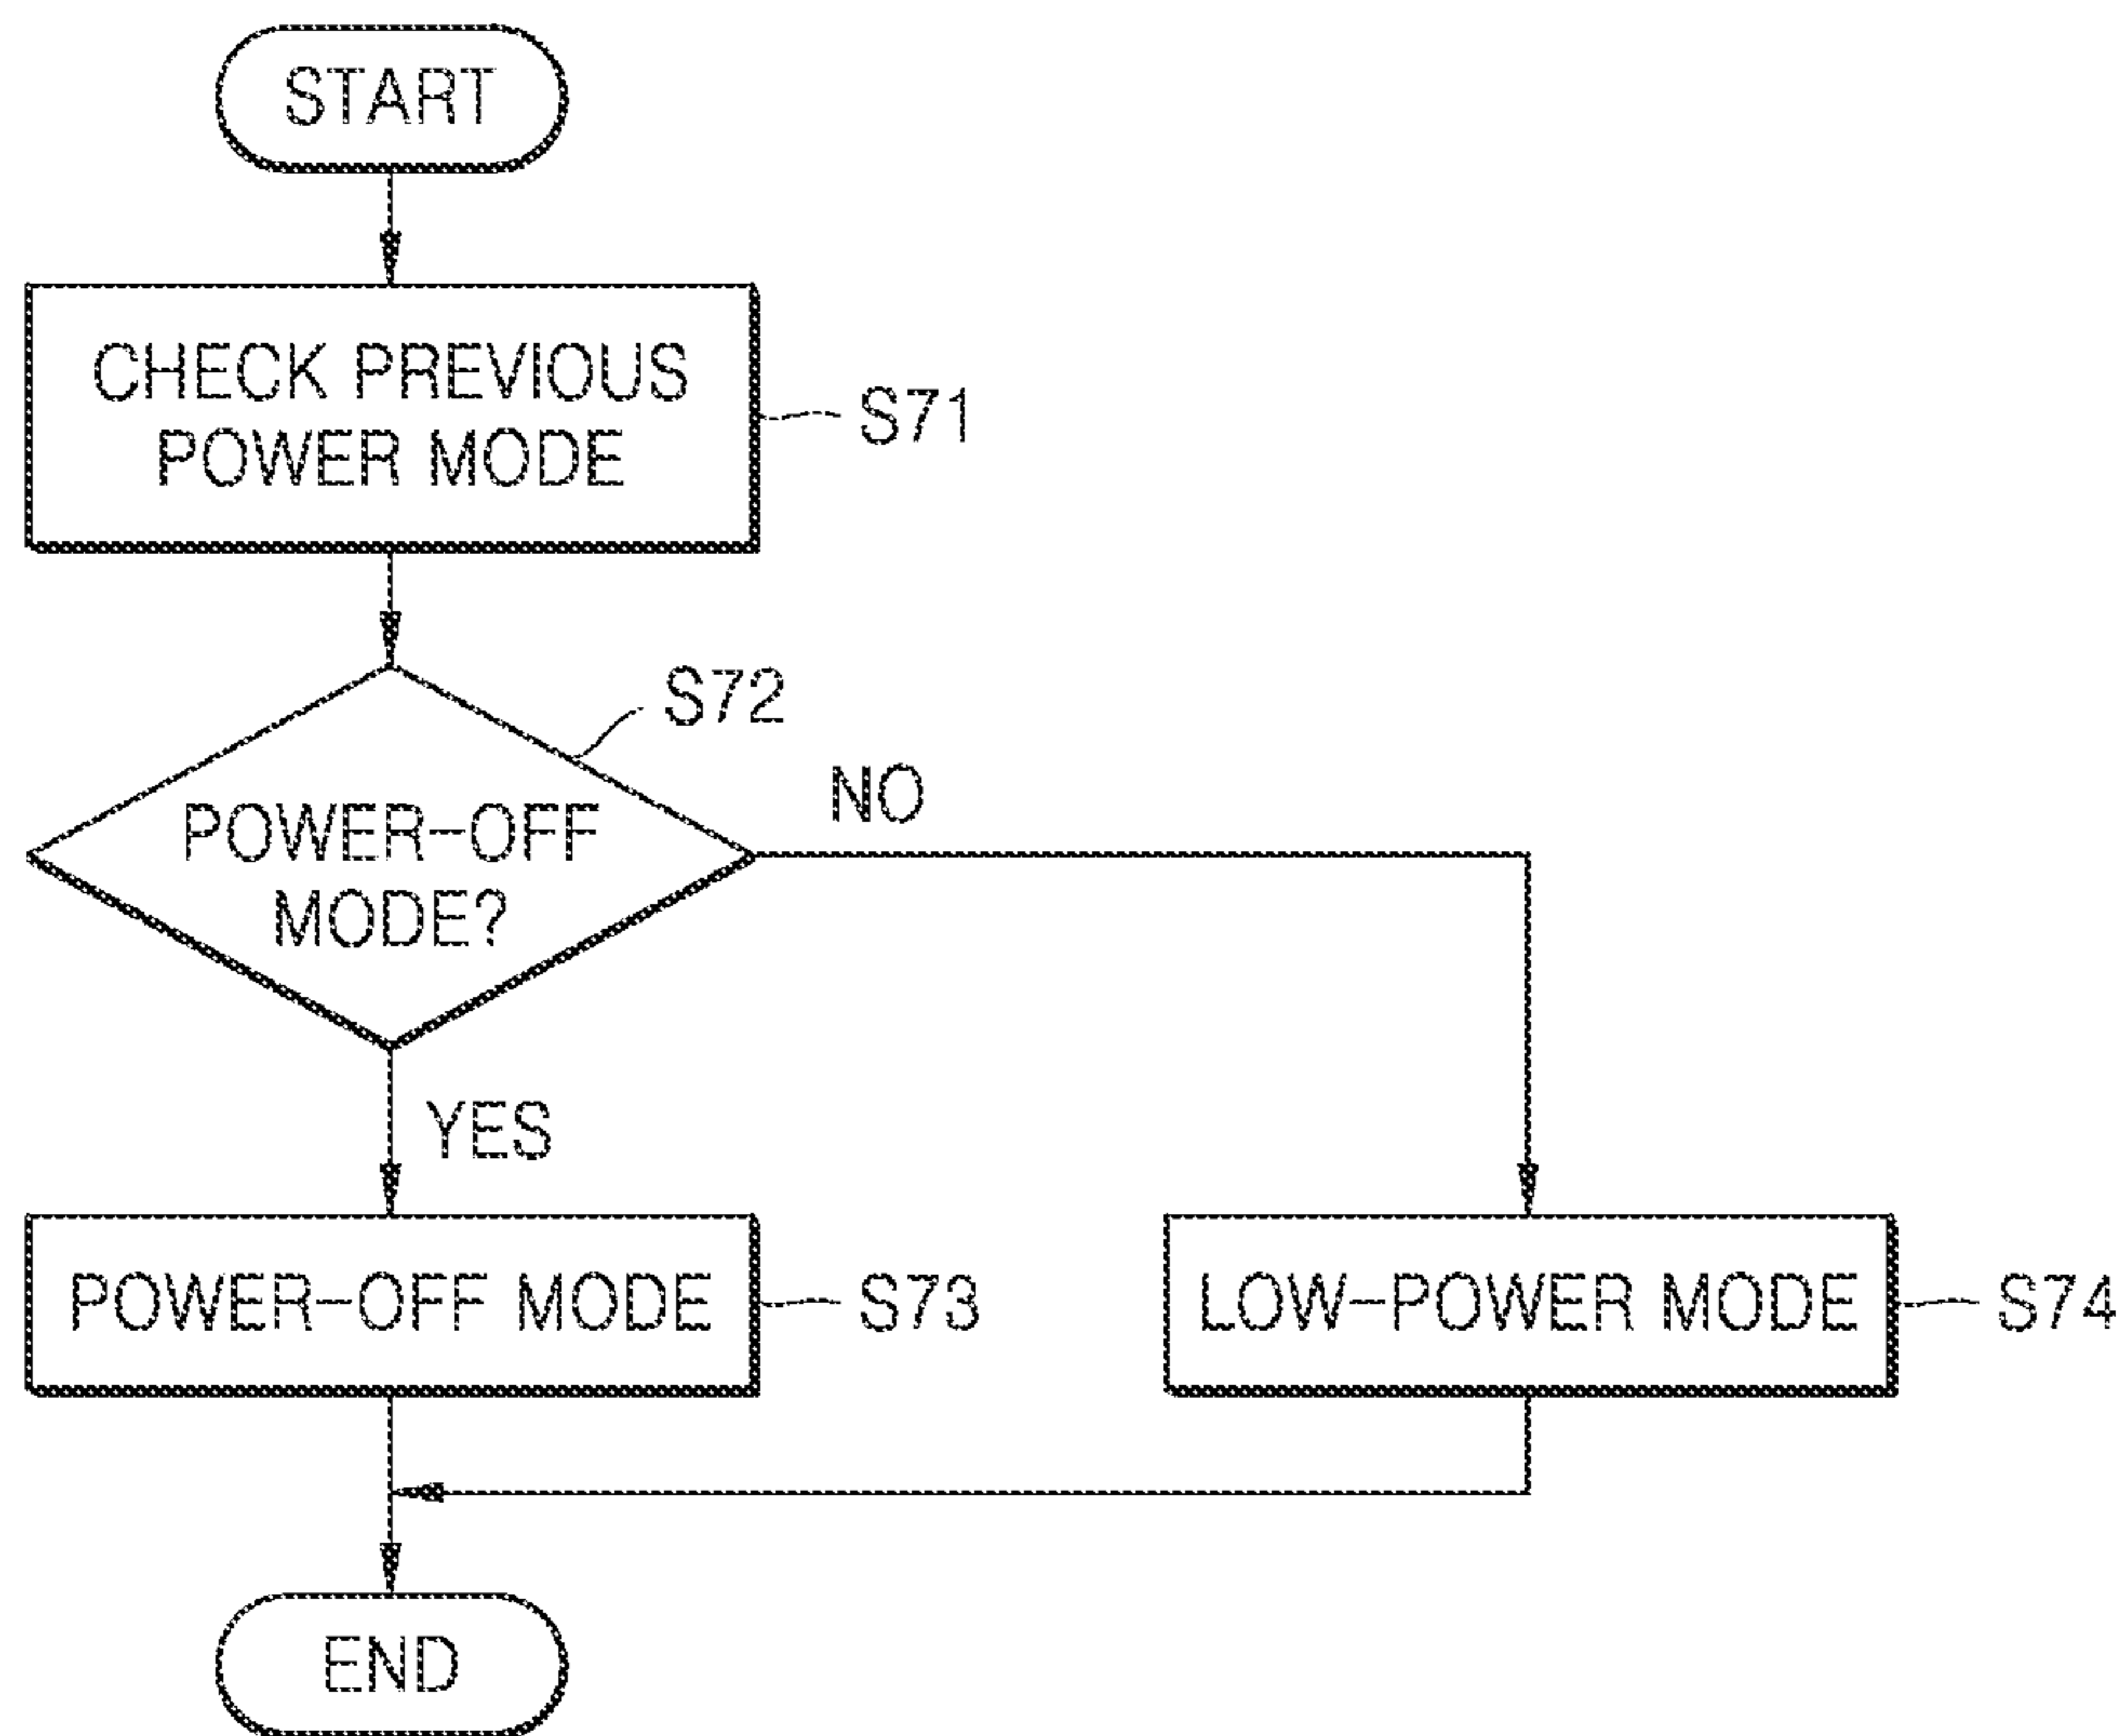 START
CHECK PREVIOUS
POWER MODE
S71
S72
POWER-OFF
MODE?
NO
YES
POWER-OFF MODE
S73
LOW-POWER MODE
S74
END